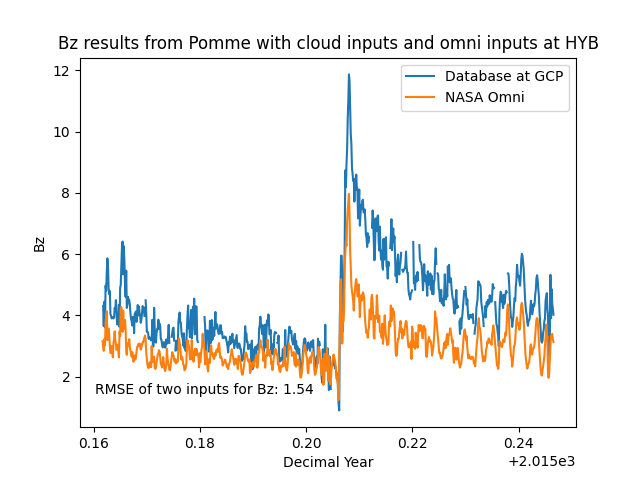 Bz results from Pomme with cloud inputs and omni inputs at HYB
Database at GCP
NASA Omni
12
10
8
6
4
2
Bz
RMSE of two inputs for Bz: 1.54
0.16 0.18 0.20 0.22 0.24
Decimal Year
+2.015e3